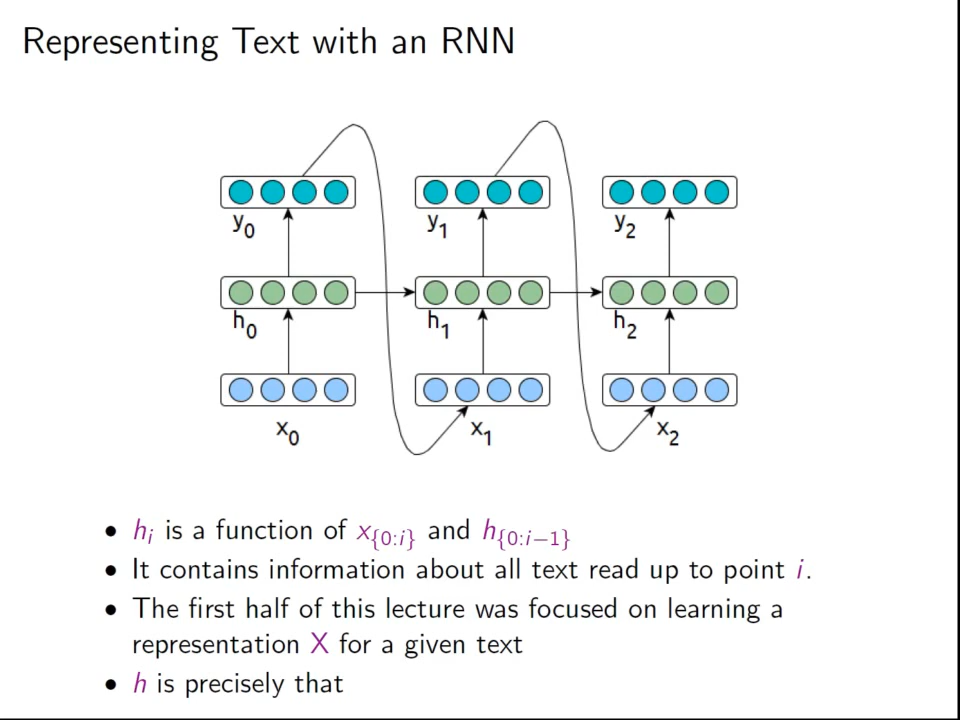 Representing Text with an RNN
y0 y1 y2
h0 h1 h2
x0 x1 x2
• hi is a function of x{0:i} and h{0:i−1}
• It contains information about all text read up to point i.
• The first half of this lecture was focused on learning a
representation X for a given text
• h is precisely that